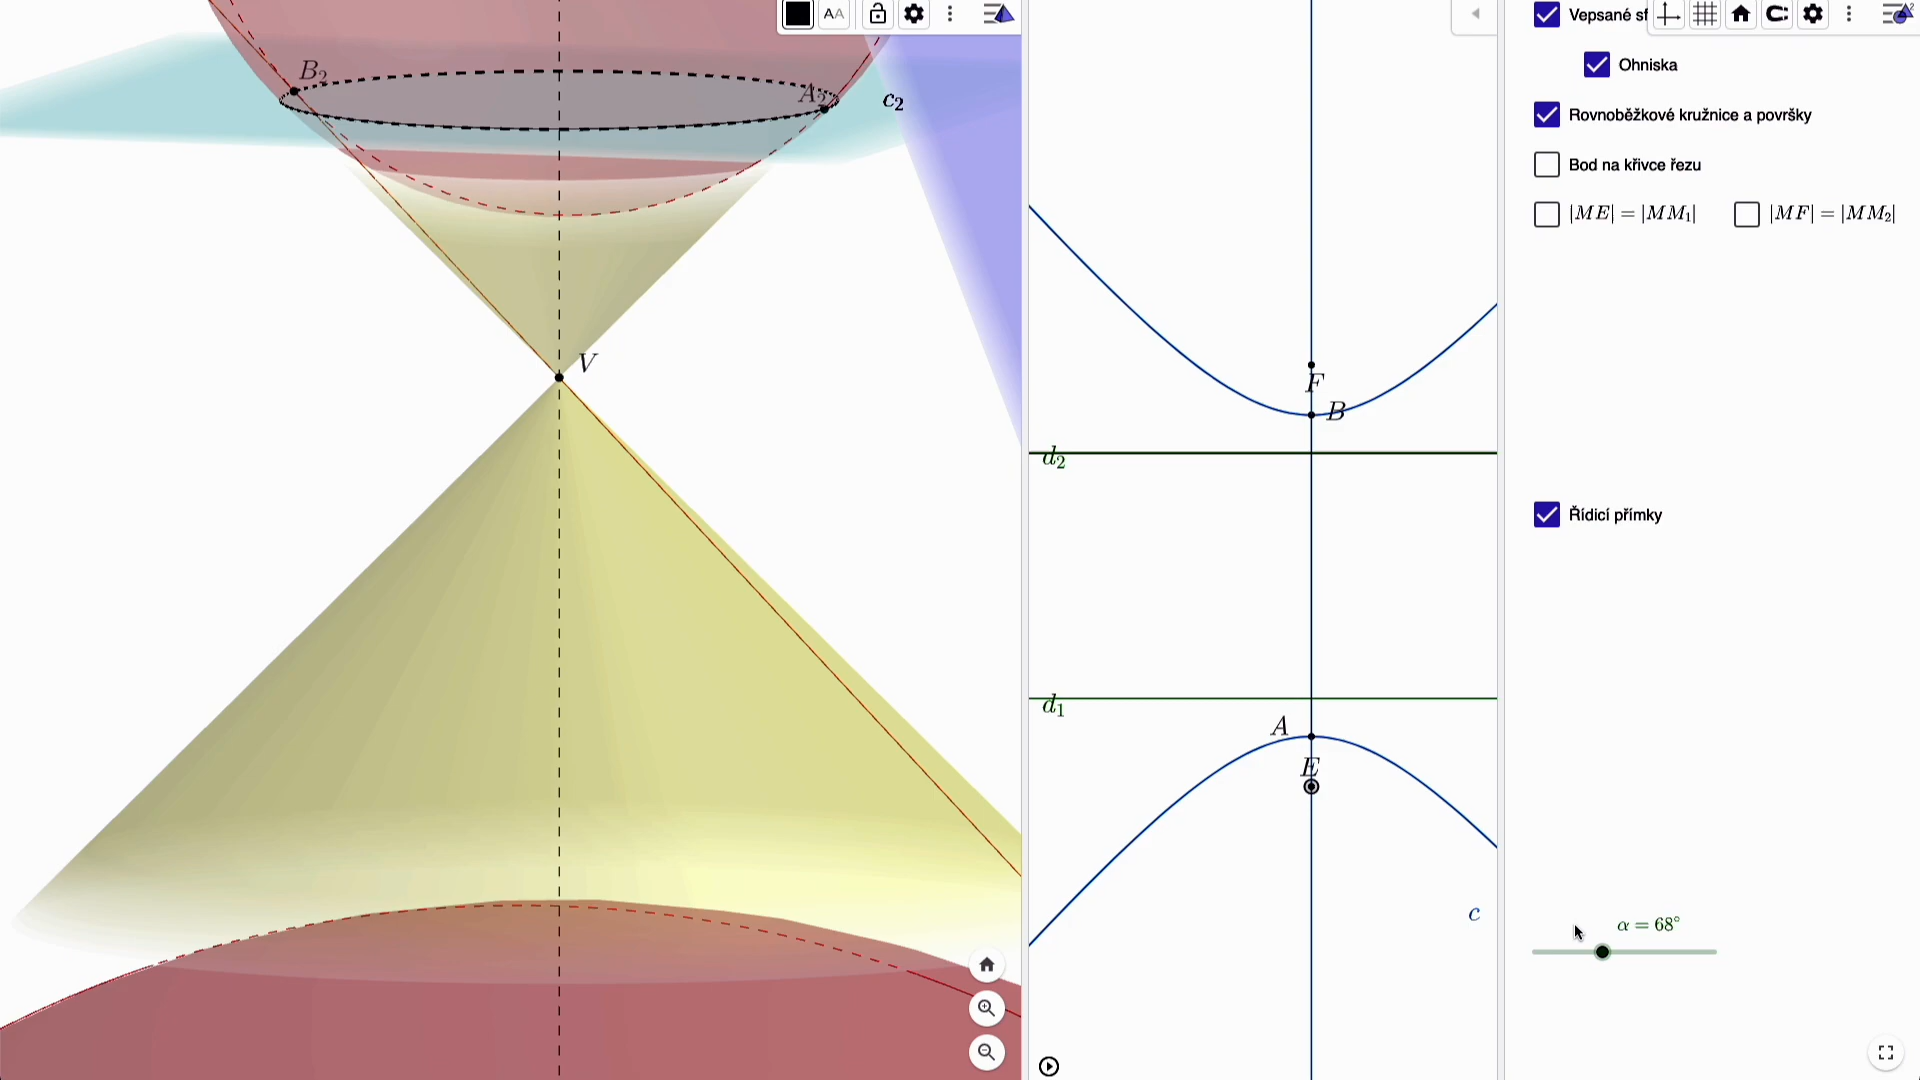 AA
B₂
A₂
c₂
V
F
B
d₂
d₁
A
E
c
Vepsané sf
Ohniska
Rovnoběžkové kružnice a površky
Bod na křivce řezu
|ME| = |MM₁|
|MF| = |MM₂|
Řídicí přímky
α = 68°